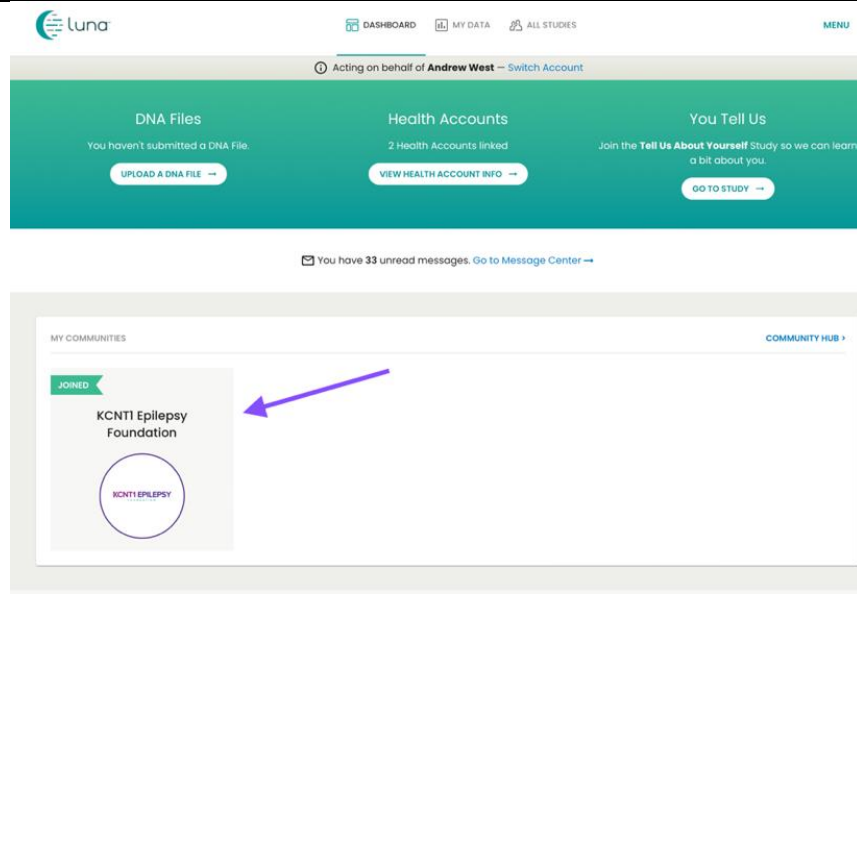 luna
DASHBOARD MY DATA ALL STUDIES MENU
Acting on behalf of Andrew West — Switch Account
DNA Files
You haven't submitted a DNA File.
UPLOAD A DNA FILE →
Health Accounts
2 Health Accounts linked
VIEW HEALTH ACCOUNT INFO →
You Tell Us
Join the Tell Us About Yourself Study so we can learn
a bit about you.
GO TO STUDY →
You have 33 unread messages. Go to Message Center →
MY COMMUNITIES
COMMUNITY HUB >
JOINED
KCNT1 Epilepsy
Foundation
KCNT1 EPILEPSY